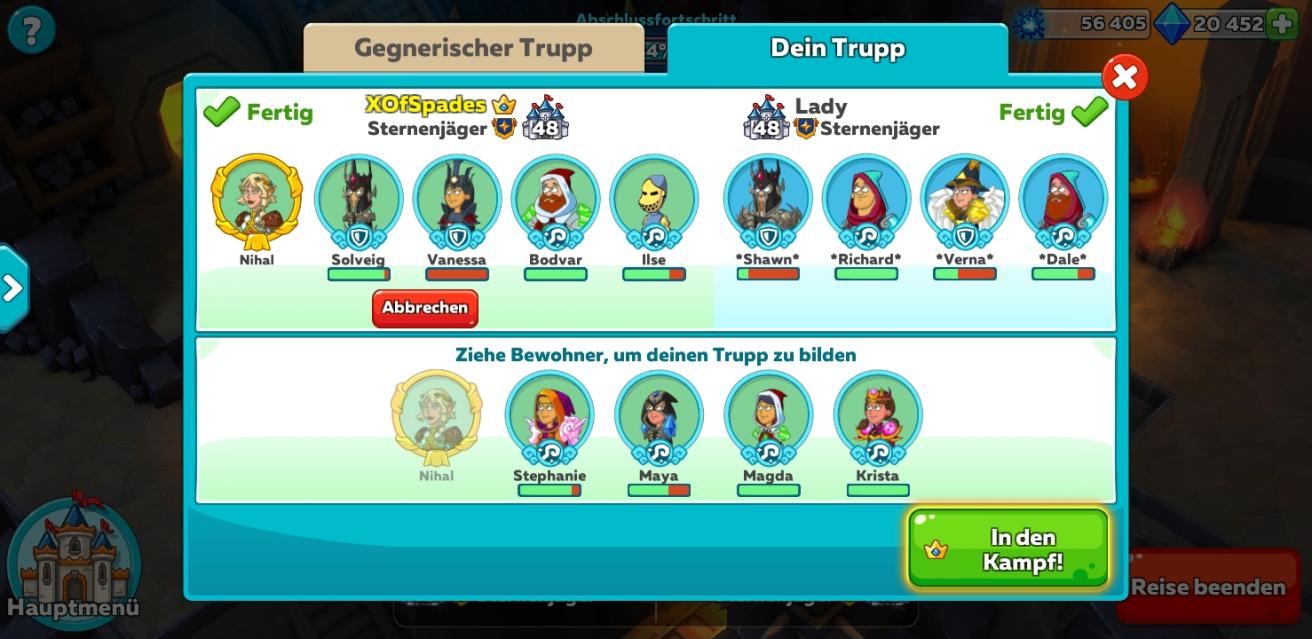 ?
Abschlussfortschritt
56 405
20 452
Gegnerischer Trupp
4%
Dein Trupp
Fertig
XOfSpades
Sternenjäger
48
Lady
48
Sternenjäger
Fertig
Nihal
Solveig
Vanessa
Bodvar
Ilse
*Shawn*
*Richard*
*Verna*
*Dale*
Abbrechen
Ziehe Bewohner, um deinen Trupp zu bilden
Nihal
Stephanie
Maya
Magda
Krista
In den
Kampf!
Hauptmenü
Reise beenden